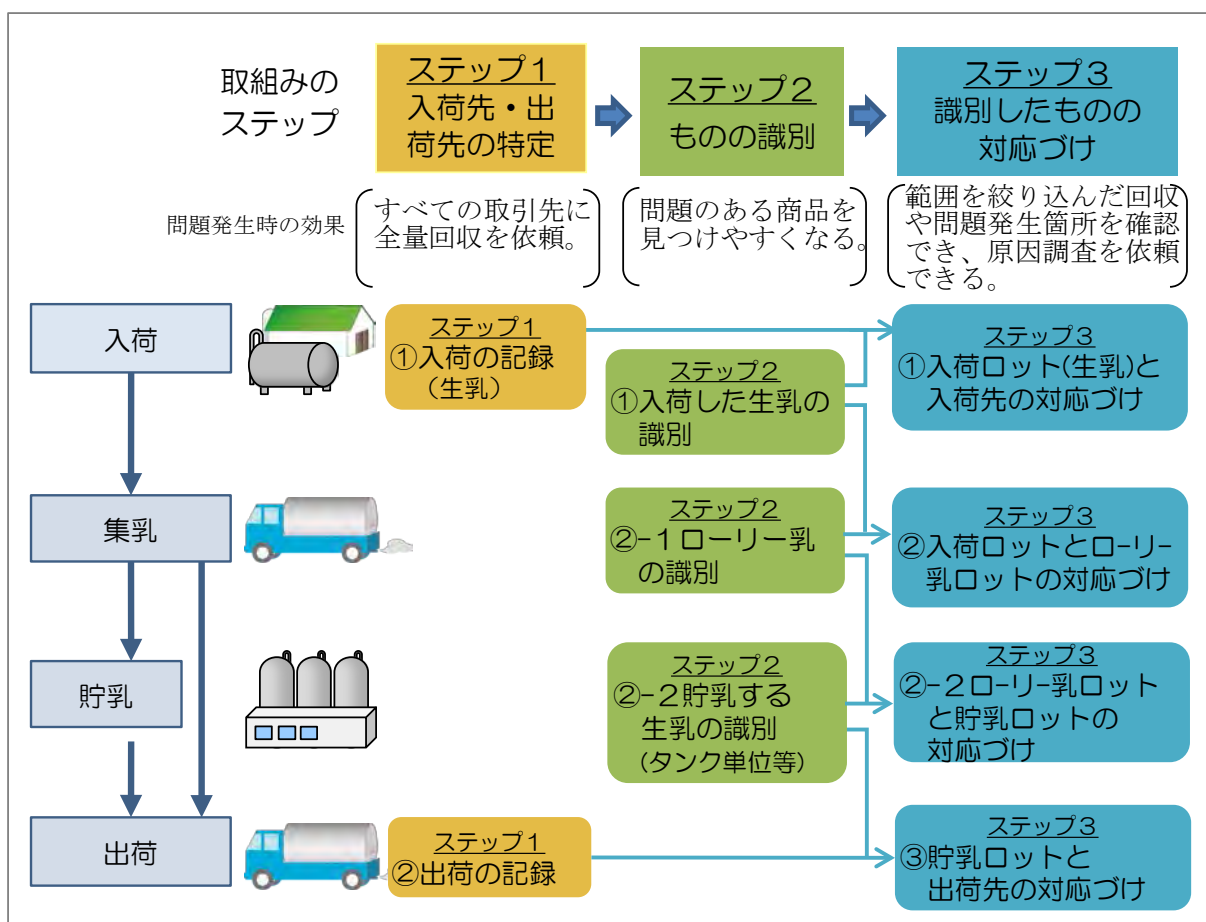 取組みの
ステップ
ステップ１
入荷先・出
荷先の特定
ステップ２
ものの識別
ステップ３
識別したものの
対応づけ
問題発生時の効果
すべての取引先に
全量回収を依頼。
問題のある商品を
見つけやすくなる。
範囲を絞り込んだ回収
や問題発生箇所を確認
でき、原因調査を依頼
できる。
入荷
ステップ１
①入荷の記録
（生乳）
ステップ２
①入荷した生乳の
識別
ステップ３
①入荷ロット(生乳)と
入荷先の対応づけ
集乳
ステップ２
②-１ローリー乳
の識別
ステップ３
②入荷ロットとローリー
乳ロットの対応づけ
貯乳
ステップ２
②-２貯乳する
生乳の識別
（タンク単位等）
ステップ３
②-２ローリー乳ロット
と貯乳ロットの
対応づけ
出荷
ステップ１
②出荷の記録
ステップ３
③貯乳ロットと
出荷先の対応づけ